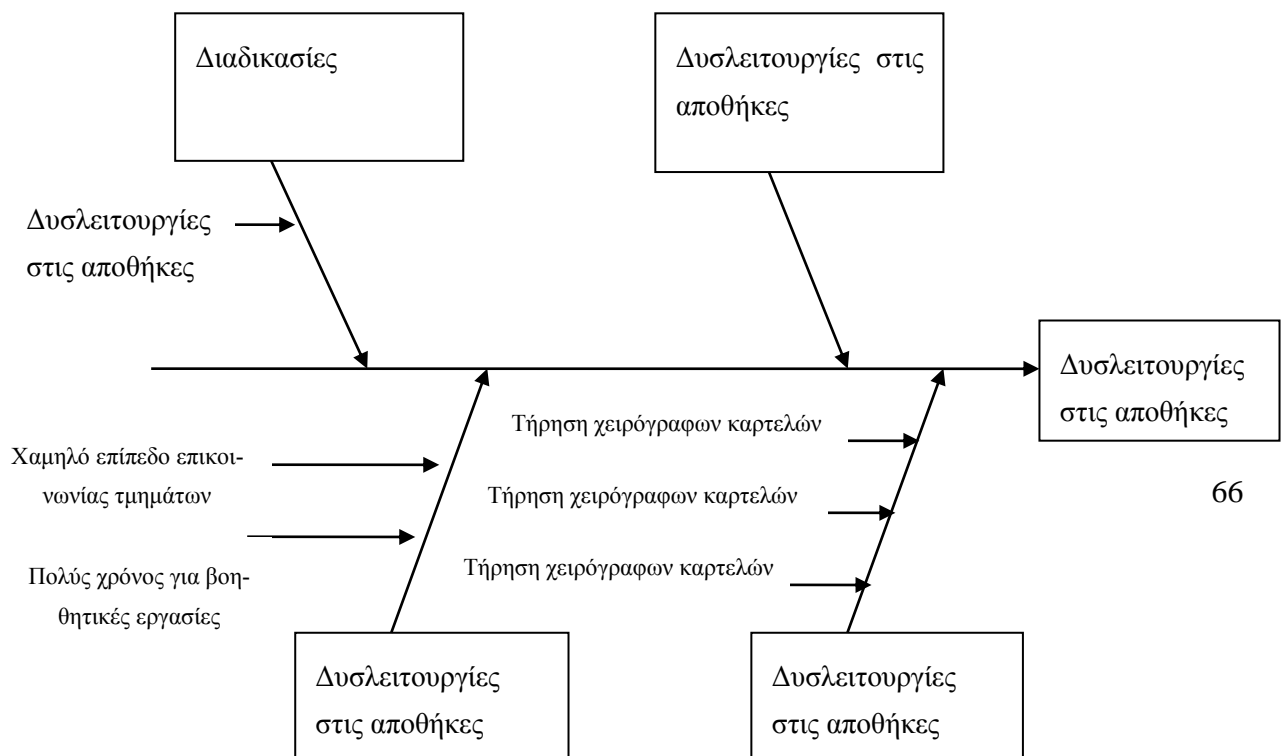 Διαδικασίες
Δυσλειτουργίες στις
αποθήκες
Δυσλειτουργίες
στις αποθήκες
Δυσλειτουργίες
στις αποθήκες
Τήρηση χειρόγραφων καρτελών
Χαμηλό επίπεδο επικοι-
νωνίας τμημάτων
Τήρηση χειρόγραφων καρτελών
66
Τήρηση χειρόγραφων καρτελών
Πολύς χρόνος για βοη-
θητικές εργασίες
Δυσλειτουργίες
στις αποθήκες
Δυσλειτουργίες
στις αποθήκες